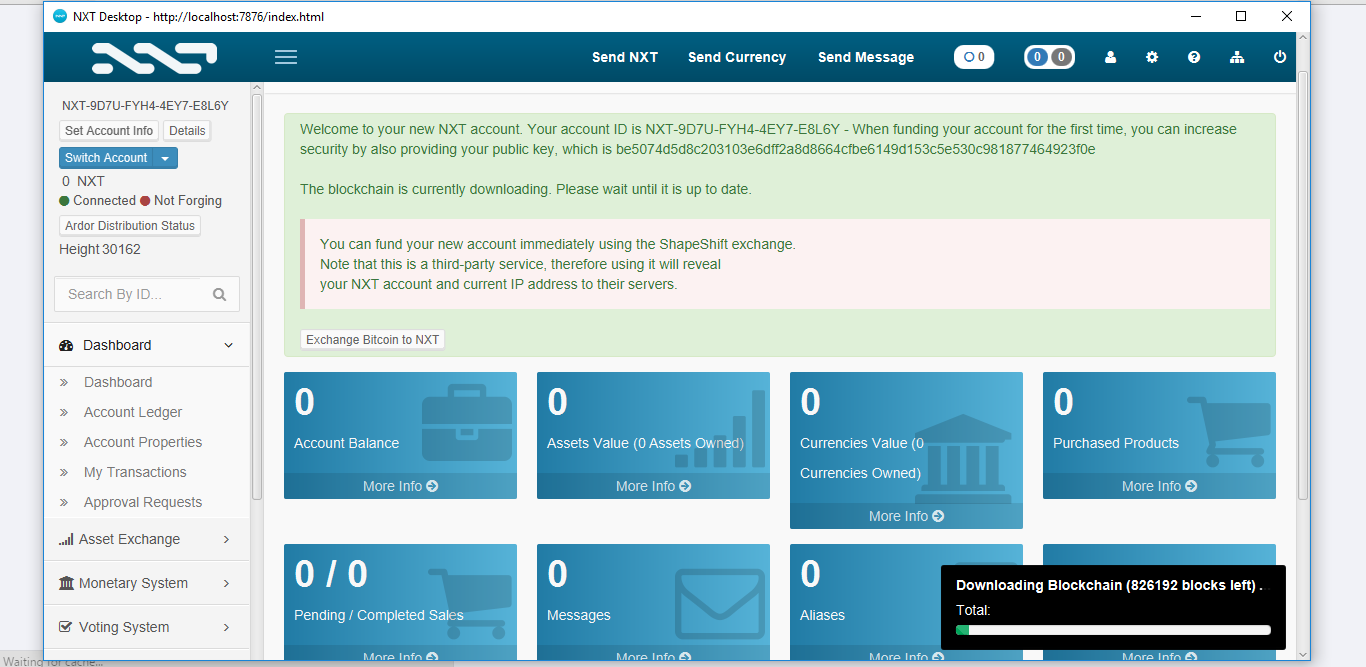 NXT Desktop - http://localhost:7876/index.html
NXT
Send NXT Send Currency Send Message 0 0 0
NXT-9D7U-FYH4-4EY7-E8L6Y
Set Account Info Details
Switch Account
0 NXT
Connected Not Forging
Ardor Distribution Status
Height 30162
Search By ID...
Dashboard
Dashboard
Account Ledger
Account Properties
My Transactions
Approval Requests
Asset Exchange
Monetary System
Voting System
Welcome to your new NXT account. Your account ID is NXT-9D7U-FYH4-4EY7-E8L6Y - When funding your account for the first time, you can increase
security by also providing your public key, which is be5074d5d8c203103e6dff2a8d8664cfbe6149d153c5e530c981877464923f0e
The blockchain is currently downloading. Please wait until it is up to date.
You can fund your new account immediately using the ShapeShift exchange.
Note that this is a third-party service, therefore using it will reveal
your NXT account and current IP address to their servers.
Exchange Bitcoin to NXT
0
Account Balance
More Info
0
Assets Value (0 Assets Owned)
More Info
0
Currencies Value (0
Currencies Owned)
More Info
0
Purchased Products
More Info
0 / 0
Pending / Completed Sales
More Info
0
Messages
More Info
0
Aliases
More Info
More Info
Downloading Blockchain (826192 blocks left) .
Total:
Waiting for cache...